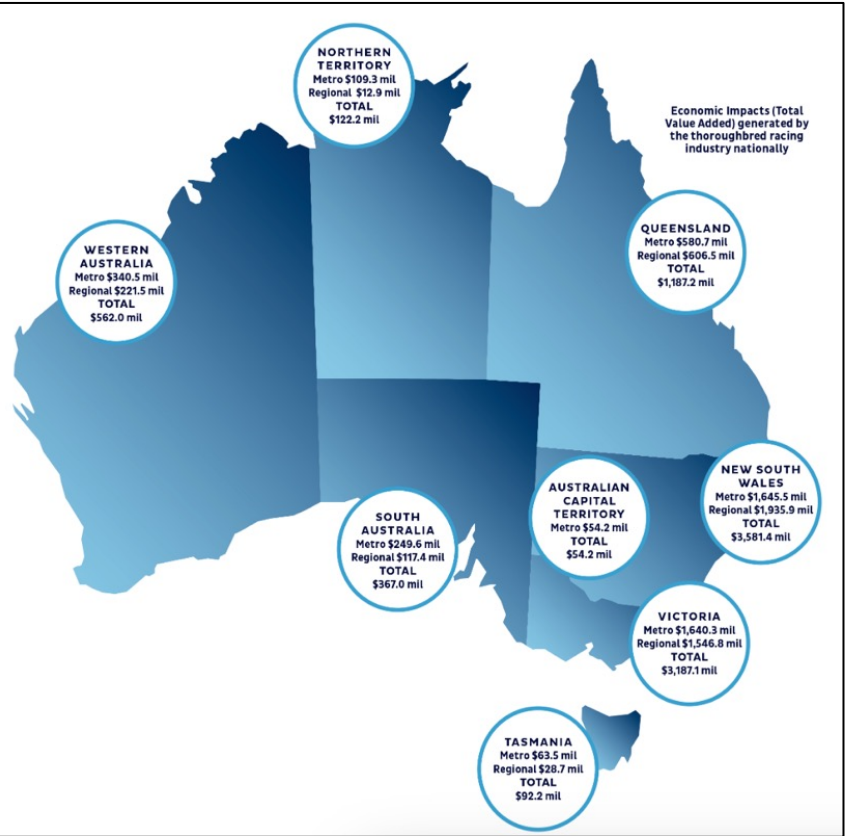 NORTHERN
TERRITORY
Metro $109.3 mil
Regional $12.9 mil
TOTAL
$122.2 mil
Economic Impacts (Total
Value Added) generated by
the thoroughbred racing
industry nationally
QUEENSLAND
Metro $580.7 mil
Regional $606.5 mil
TOTAL
$1,187.2 mil
WESTERN
AUSTRALIA
Metro $340.5 mil
Regional $221.5 mil
TOTAL
$562.0 mil
NEW SOUTH
WALES
Metro $1,645.5 mil
Regional $1,935.9 mil
TOTAL
$3,581.4 mil
AUSTRALIAN
CAPITAL
TERRITORY
Metro $54.2 mil
TOTAL
$54.2 mil
SOUTH
AUSTRALIA
Metro $249.6 mil
Regional $117.4 mil
TOTAL
$367.0 mil
VICTORIA
Metro $1,640.3 mil
Regional $1,546.8 mil
TOTAL
$3,187.1 mil
TASMANIA
Metro $63.5 mil
Regional $28.7 mil
TOTAL
$92.2 mil